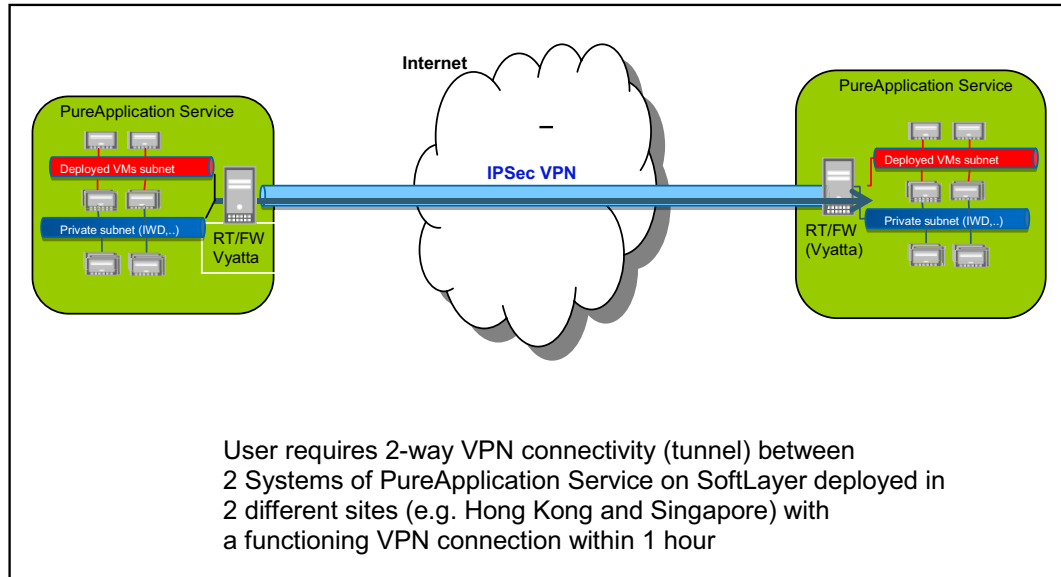 Internet
PureApplication Service
PureApplication Service
Deployed VMs subnet
Deployed VMs subnet
IPSec VPN
Private subnet (IWD,..)
Private subnet (IWD,..)
RT/FW
Vyatta
RT/FW
(Vyatta)
User requires 2-way VPN connectivity (tunnel) between
2 Systems of PureApplication Service on SoftLayer deployed in
2 different sites (e.g. Hong Kong and Singapore) with
a functioning VPN connection within 1 hour